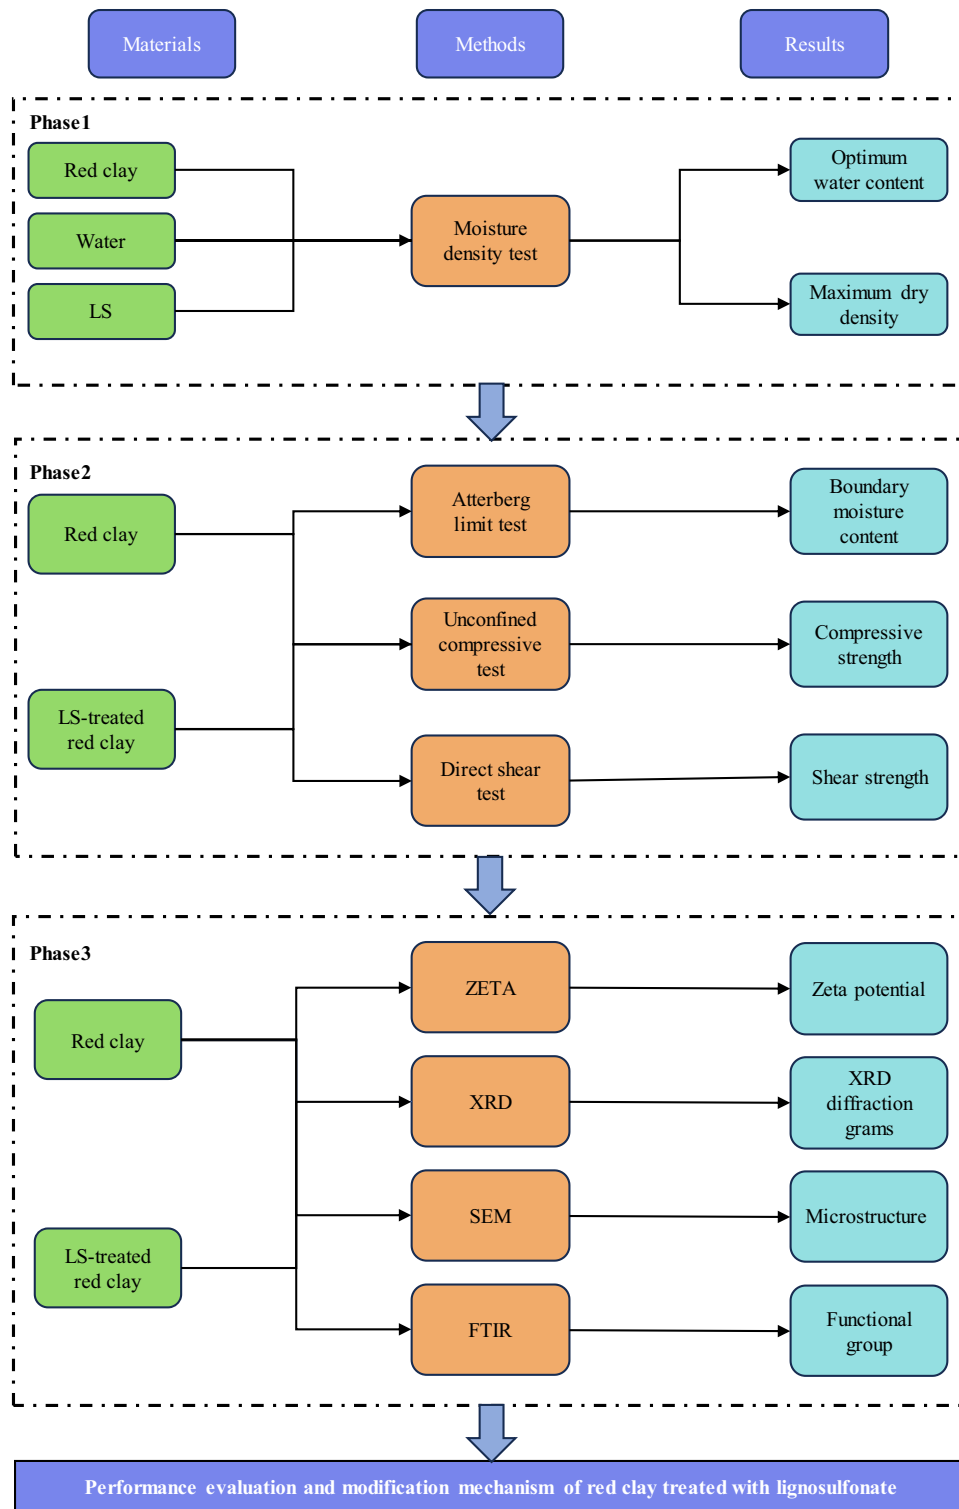 Materials
Methods
Results
Phase1
Red clay
Water
LS
Moisture
density test
Optimum
water content
Maximum dry
density
Phase2
Red clay
LS-treated
red clay
Atterberg
limit test
Unconfined
compressive
test
Direct shear
test
Boundary
moisture
content
Compressive
strength
Shear strength
Phase3
Red clay
LS-treated
red clay
ZETA
XRD
SEM
FTIR
Zeta potential
XRD
diffraction
grams
Microstructure
Functional
group
Performance evaluation and modification mechanism of red clay treated with lignosulfonate